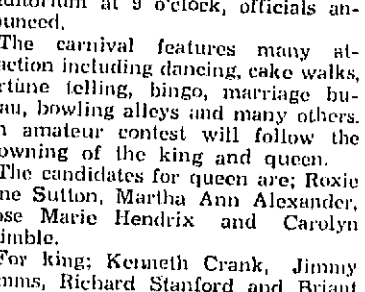 ditorium at 9 o'clock, officials an-
unced.
The carnival features many at-
action including dancing, cake walks,
rtune telling, bingo, marriage bu-
au, bowling alleys and many others.
n amateur contest will follow the
owning of the king and queen.
The candidates for queen are; Roxie
ne Sutton, Martha Ann Alexander,
ose Marie Hendrix and Carolyn
imble.
For king; Kenneth Crank, Jimmy
mms, Richard Stanford and Briant